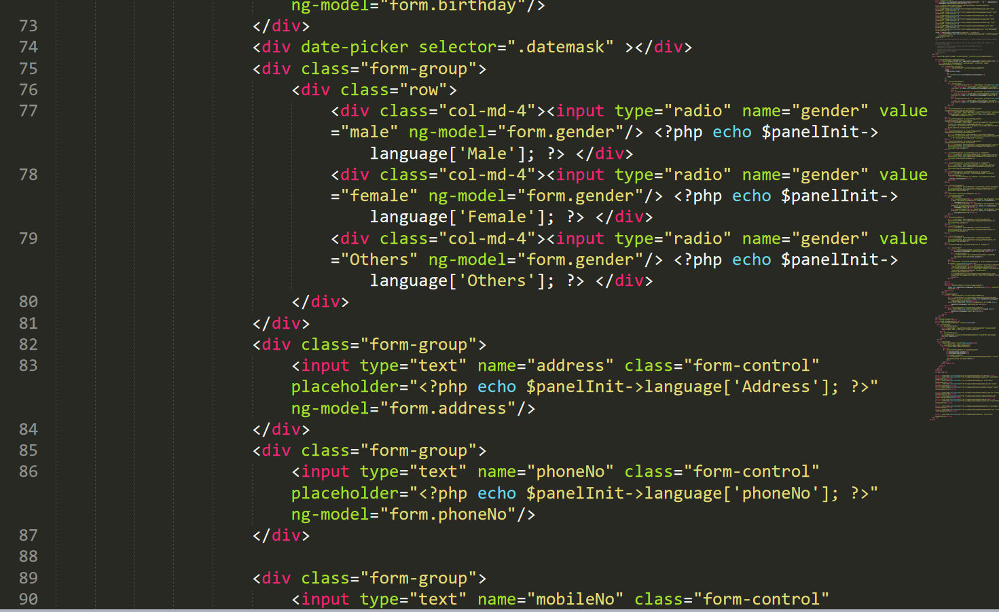 ng-model="form.birthday"/>
73 </div>
74 <div date-picker selector=".datemask" ></div>
75 <div class="form-group">
76 <div class="row">
77 <div class="col-md-4"><input type="radio" name="gender" value
="male" ng-model="form.gender"/> <?php echo $panelInit->
language['Male']; ?> </div>
78 <div class="col-md-4"><input type="radio" name="gender" value
="female" ng-model="form.gender"/> <?php echo $panelInit->
language['Female']; ?> </div>
79 <div class="col-md-4"><input type="radio" name="gender" value
="Others" ng-model="form.gender"/> <?php echo $panelInit->
language['Others']; ?> </div>
80 </div>
81 </div>
82 <div class="form-group">
83 <input type="text" name="address" class="form-control"
placeholder="<?php echo $panelInit->language['Address']; ?>"
ng-model="form.address"/>
84 </div>
85 <div class="form-group">
86 <input type="text" name="phoneNo" class="form-control"
placeholder="<?php echo $panelInit->language['phoneNo']; ?>"
ng-model="form.phoneNo"/>
87 </div>
88
89 <div class="form-group">
90 <input type="text" name="mobileNo" class="form-control"